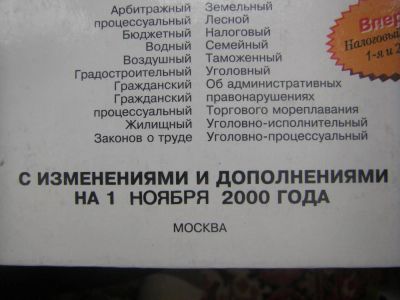 Арбитражный Земельный
процессуальный Лесной
Бюджетный Налоговый
Водный Семейный
Воздушный Таможенный
Градостроительный Уголовный
Гражданский Об административных
Гражданский правонарушениях
процессуальный Торгового мореплавания
Жилищный Уголовно-исполнительный
Законов о труде Уголовно-процессуальный
Впер
Налоговый
1-я и 2
С ИЗМЕНЕНИЯМИ И ДОПОЛНЕНИЯМИ
НА 1 НОЯБРЯ 2000 ГОДА
МОСКВА